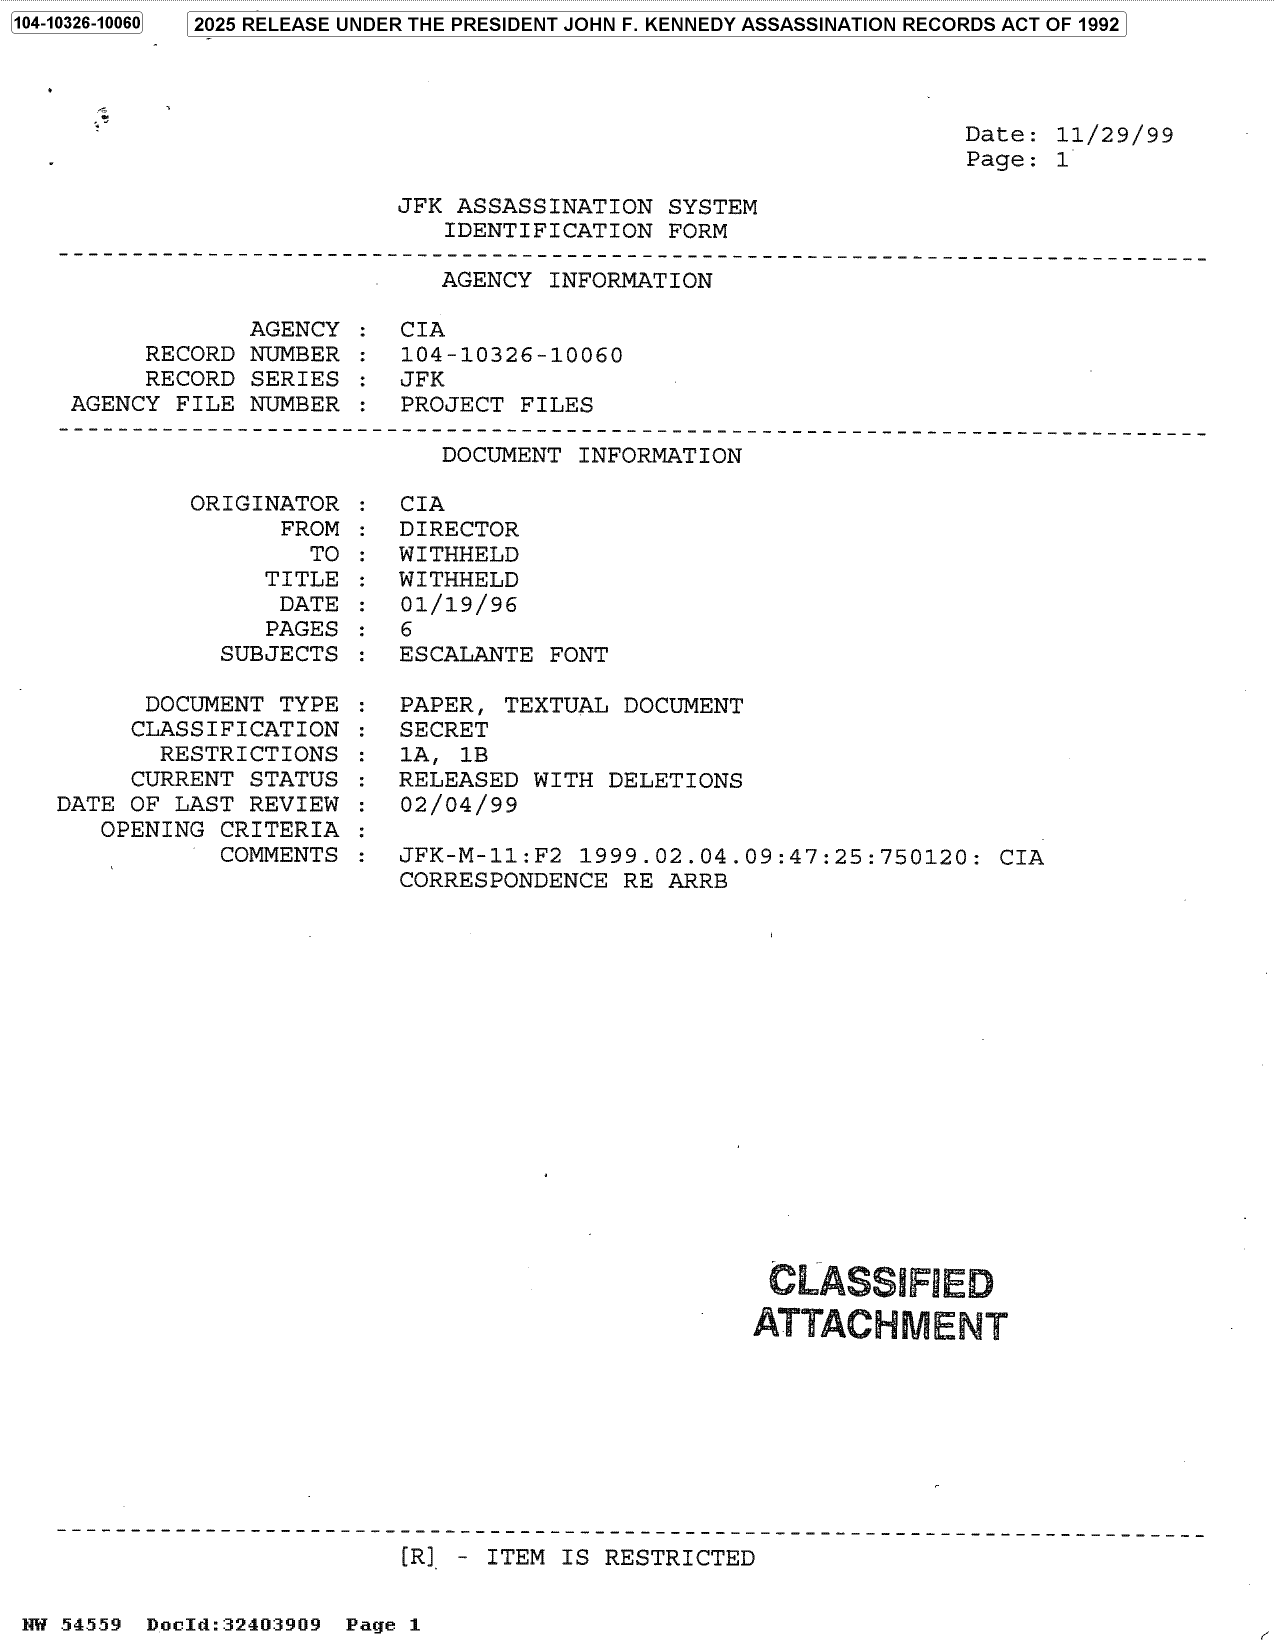 104-10326-10060
2025 RELEASE UNDER THE PRESIDENT JOHN F. KENNEDY ASSASSINATION RECORDS ACT OF 1992
Date: 11/29/99
Page: 1
JFK ASSASSINATION SYSTEM
IDENTIFICATION FORM
--------------------------------------------------------------------------------
AGENCY INFORMATION
AGENCY : CIA
RECORD NUMBER : 104-10326-10060
RECORD SERIES : JFK
AGENCY FILE NUMBER : PROJECT FILES
--------------------------------------------------------------------------------
DOCUMENT INFORMATION
ORIGINATOR : CIA
FROM : DIRECTOR
TO : WITHHELD
TITLE : WITHHELD
DATE : 01/19/96
PAGES : 6
SUBJECTS : ESCALANTE FONT
DOCUMENT TYPE : PAPER, TEXTUAL DOCUMENT
CLASSIFICATION : SECRET
RESTRICTIONS : 1A, 1B
CURRENT STATUS : RELEASED WITH DELETIONS
DATE OF LAST REVIEW : 02/04/99
OPENING CRITERIA :
COMMENTS : JFK-M-11:F2 1999.02.04.09:47:25:750120: CIA
CORRESPONDENCE RE ARRB
CLASSIFIED
ATTACHMENT
--------------------------------------------------------------------------------
[R] - ITEM IS RESTRICTED
NW 54559 DocId:32403909 Page 1